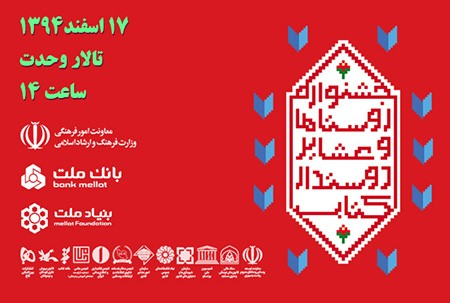 ۱۷ اسفند ۱۳۹۴
تالار وحدت
ساعت ۱۴
معاونت امور فرهنگی
وزارت فرهنگ و ارشاد اسلامی
بانک ملت
bank mellat
بنیاد ملت
mellat Foundation
جشنواره
روستاها
و عشایر
دوستدار
کتاب